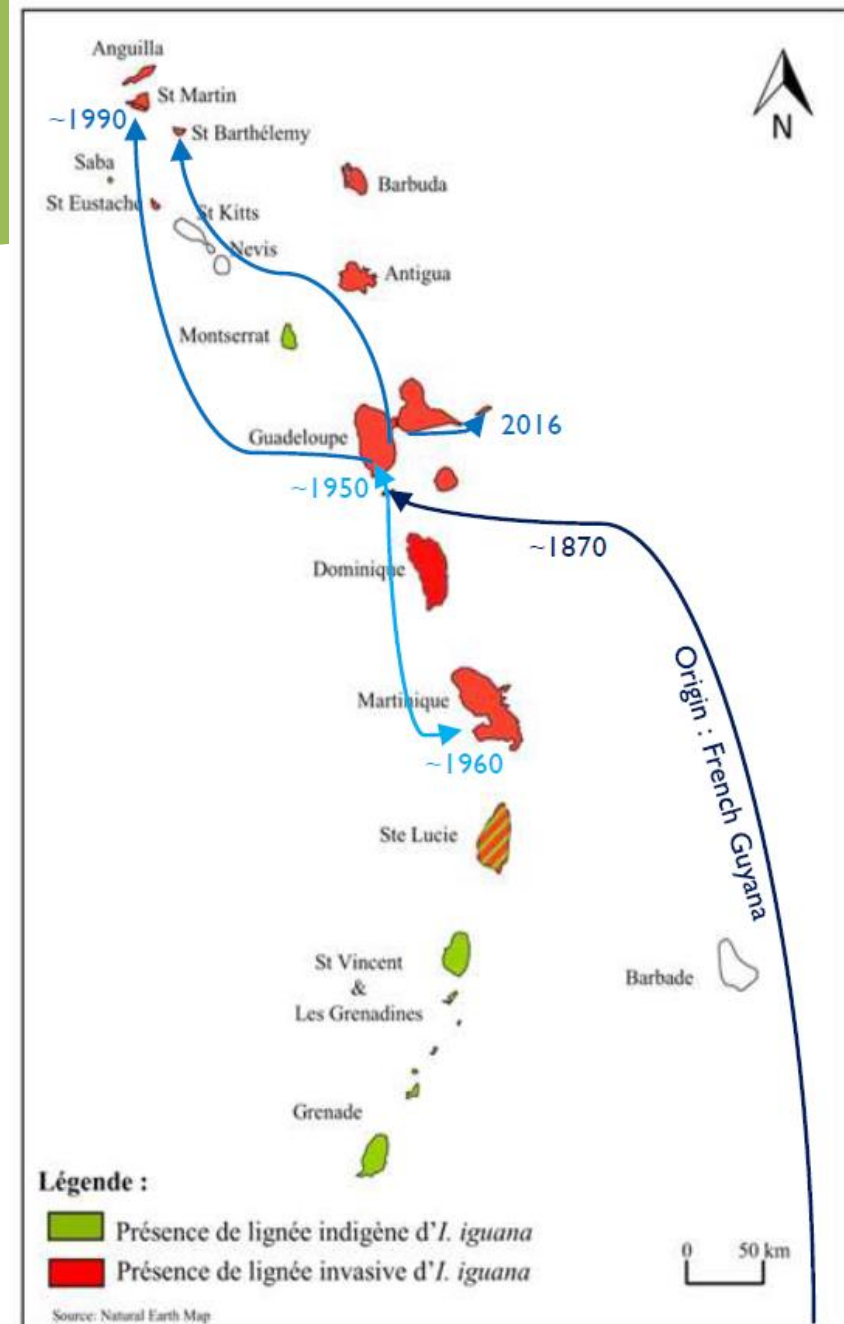 Anguilla
St Martin
~1990
St Barthélemy
N
Saba
Barbuda
St Eustache
St Kitts
Nevis
Antigua
Montserrat
2016
Guadeloupe
~1950
~1870
Dominique
Origin : French Guyana
Martinique
~1960
Ste Lucie
St Vincent
&
Les Grenadines
Barbade
Grenade
Légende :
Présence de lignée indigène d'I. iguana
Présence de lignée invasive d'I. iguana
0 50 km
Source: Natural Earth Map